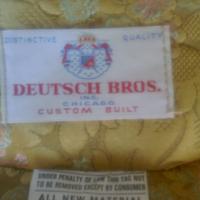 DISTINCTIVE QUALITY
DEUTSCH BROS.
INC.
CHICAGO
CUSTOM BUILT
UNDER PENALTY OF LAW THIS TAG NOT
TO BE REMOVED EXCEPT BY CONSUMER
ALL NEW MATERIAL